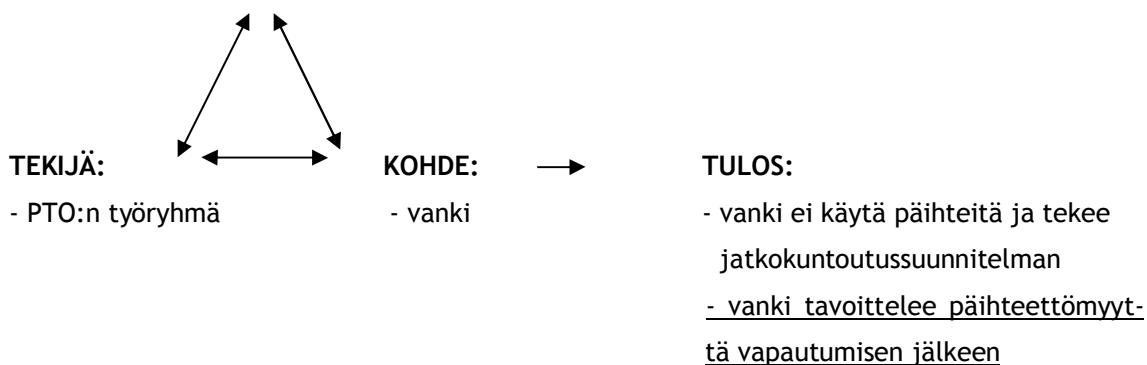 TEKIJÄ: KOHDE: TULOS:
- PTO:n työryhmä - vanki - vanki ei käytä päihteitä ja tekee
jatkokuntoutussuunnitelman
- vanki tavoittelee päihteettömyyt-
tä vapautumisen jälkeen